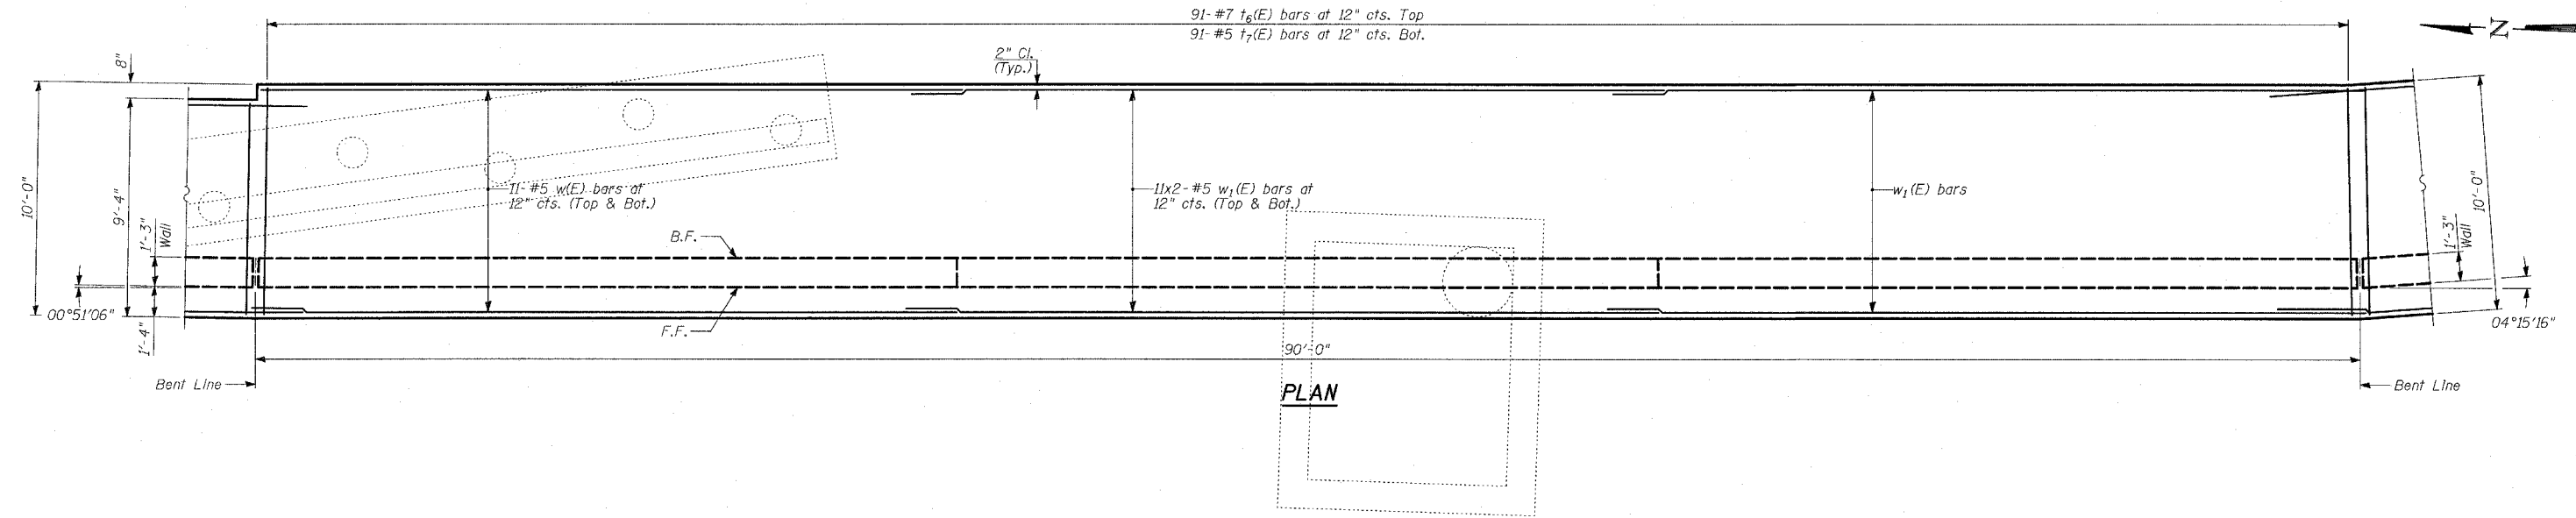 91-#7 t6(E) bars at 12" cts. Top
91-#5 t7(E) bars at 12" cts. Bot.
N
8"
2" Cl.
(Typ.)
10'-0"
9'-4"
1'-3"
Wall
11-#5 w(E) bars at
12" cts. (Top & Bot.)
11x2-#5 w1(E) bars at
12" cts. (Top & Bot.)
w1(E) bars
10'-0"
1'-3"
Wall
B.F.
00°51'06"
1'-4"
F.F.
04°15'16"
90'-0"
Bent Line
Bent Line
PLAN